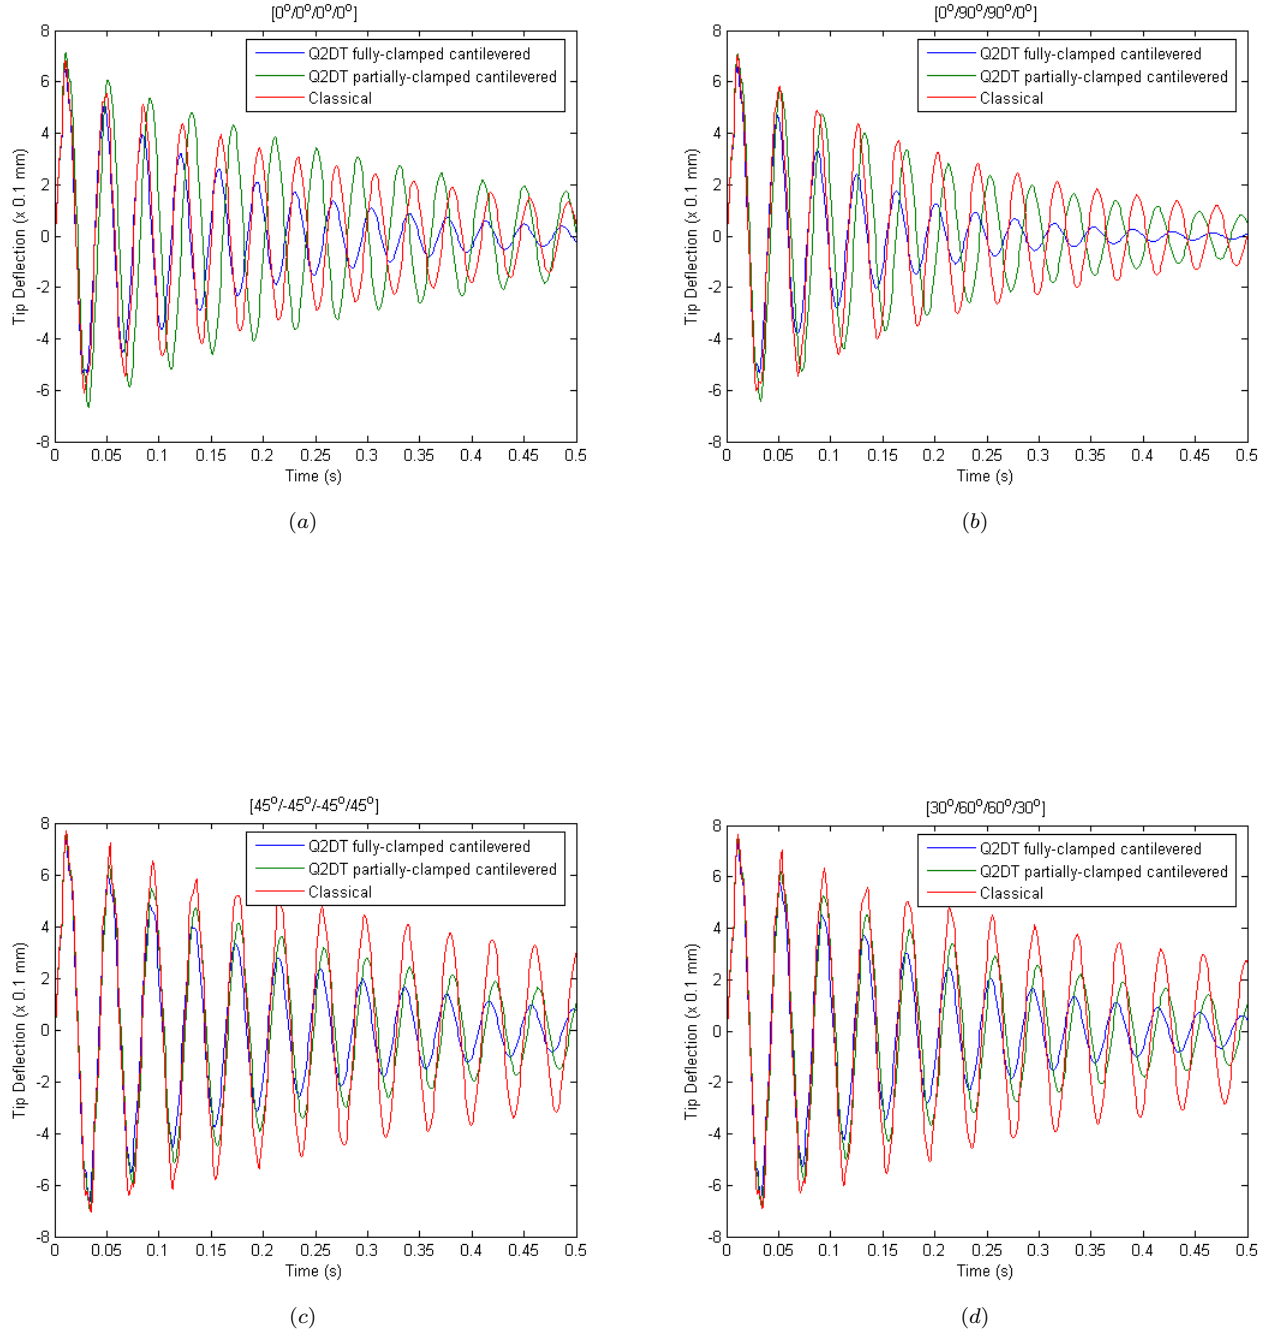 [0°/0°/0°/0°]
8
6
4
2
0
-2
-4
-6
-8
Tip Deflection (x 0.1 mm)
Q2DT fully-clamped cantilevered
Q2DT partially-clamped cantilevered
Classical
0 0.05 0.1 0.15 0.2 0.25 0.3 0.35 0.4 0.45 0.5
Time (s)
(a)
[0°/90°/90°/0°]
8
6
4
2
0
-2
-4
-6
-8
Tip Deflection (x 0.1 mm)
Q2DT fully-clamped cantilevered
Q2DT partially-clamped cantilevered
Classical
0 0.05 0.1 0.15 0.2 0.25 0.3 0.35 0.4 0.45 0.5
Time (s)
(b)
[45°/-45°/-45°/45°]
8
6
4
2
0
-2
-4
-6
-8
Tip Deflection (x 0.1 mm)
Q2DT fully-clamped cantilevered
Q2DT partially-clamped cantilevered
Classical
0 0.05 0.1 0.15 0.2 0.25 0.3 0.35 0.4 0.45 0.5
Time (s)
(c)
[30°/60°/60°/30°]
8
6
4
2
0
-2
-4
-6
-8
Tip Deflection (x 0.1 mm)
Q2DT fully-clamped cantilevered
Q2DT partially-clamped cantilevered
Classical
0 0.05 0.1 0.15 0.2 0.25 0.3 0.35 0.4 0.45 0.5
Time (s)
(d)